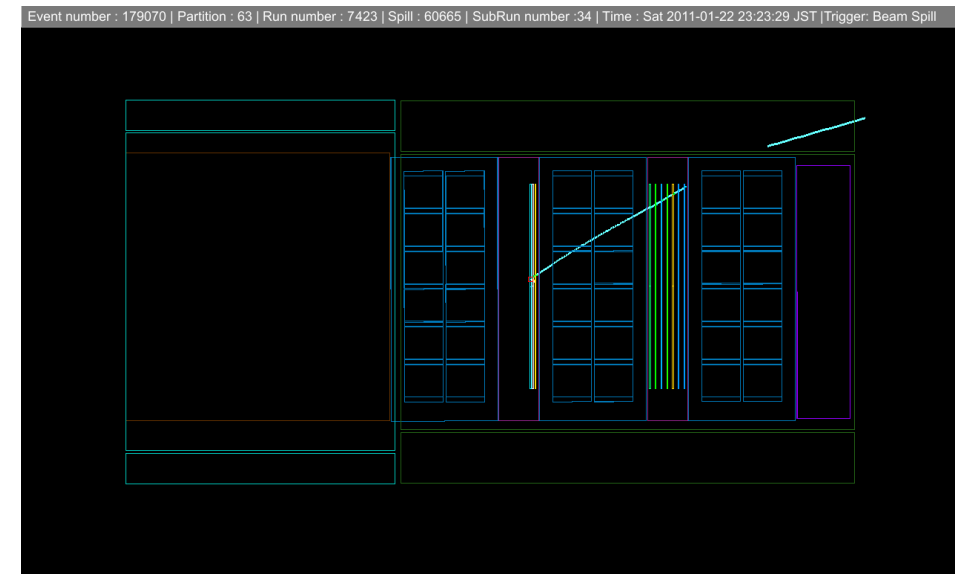 Event number : 179070 | Partition : 63 | Run number : 7423 | Spill : 60665 | SubRun number :34 | Time : Sat 2011-01-22 23:23:29 JST |Trigger: Beam Spill